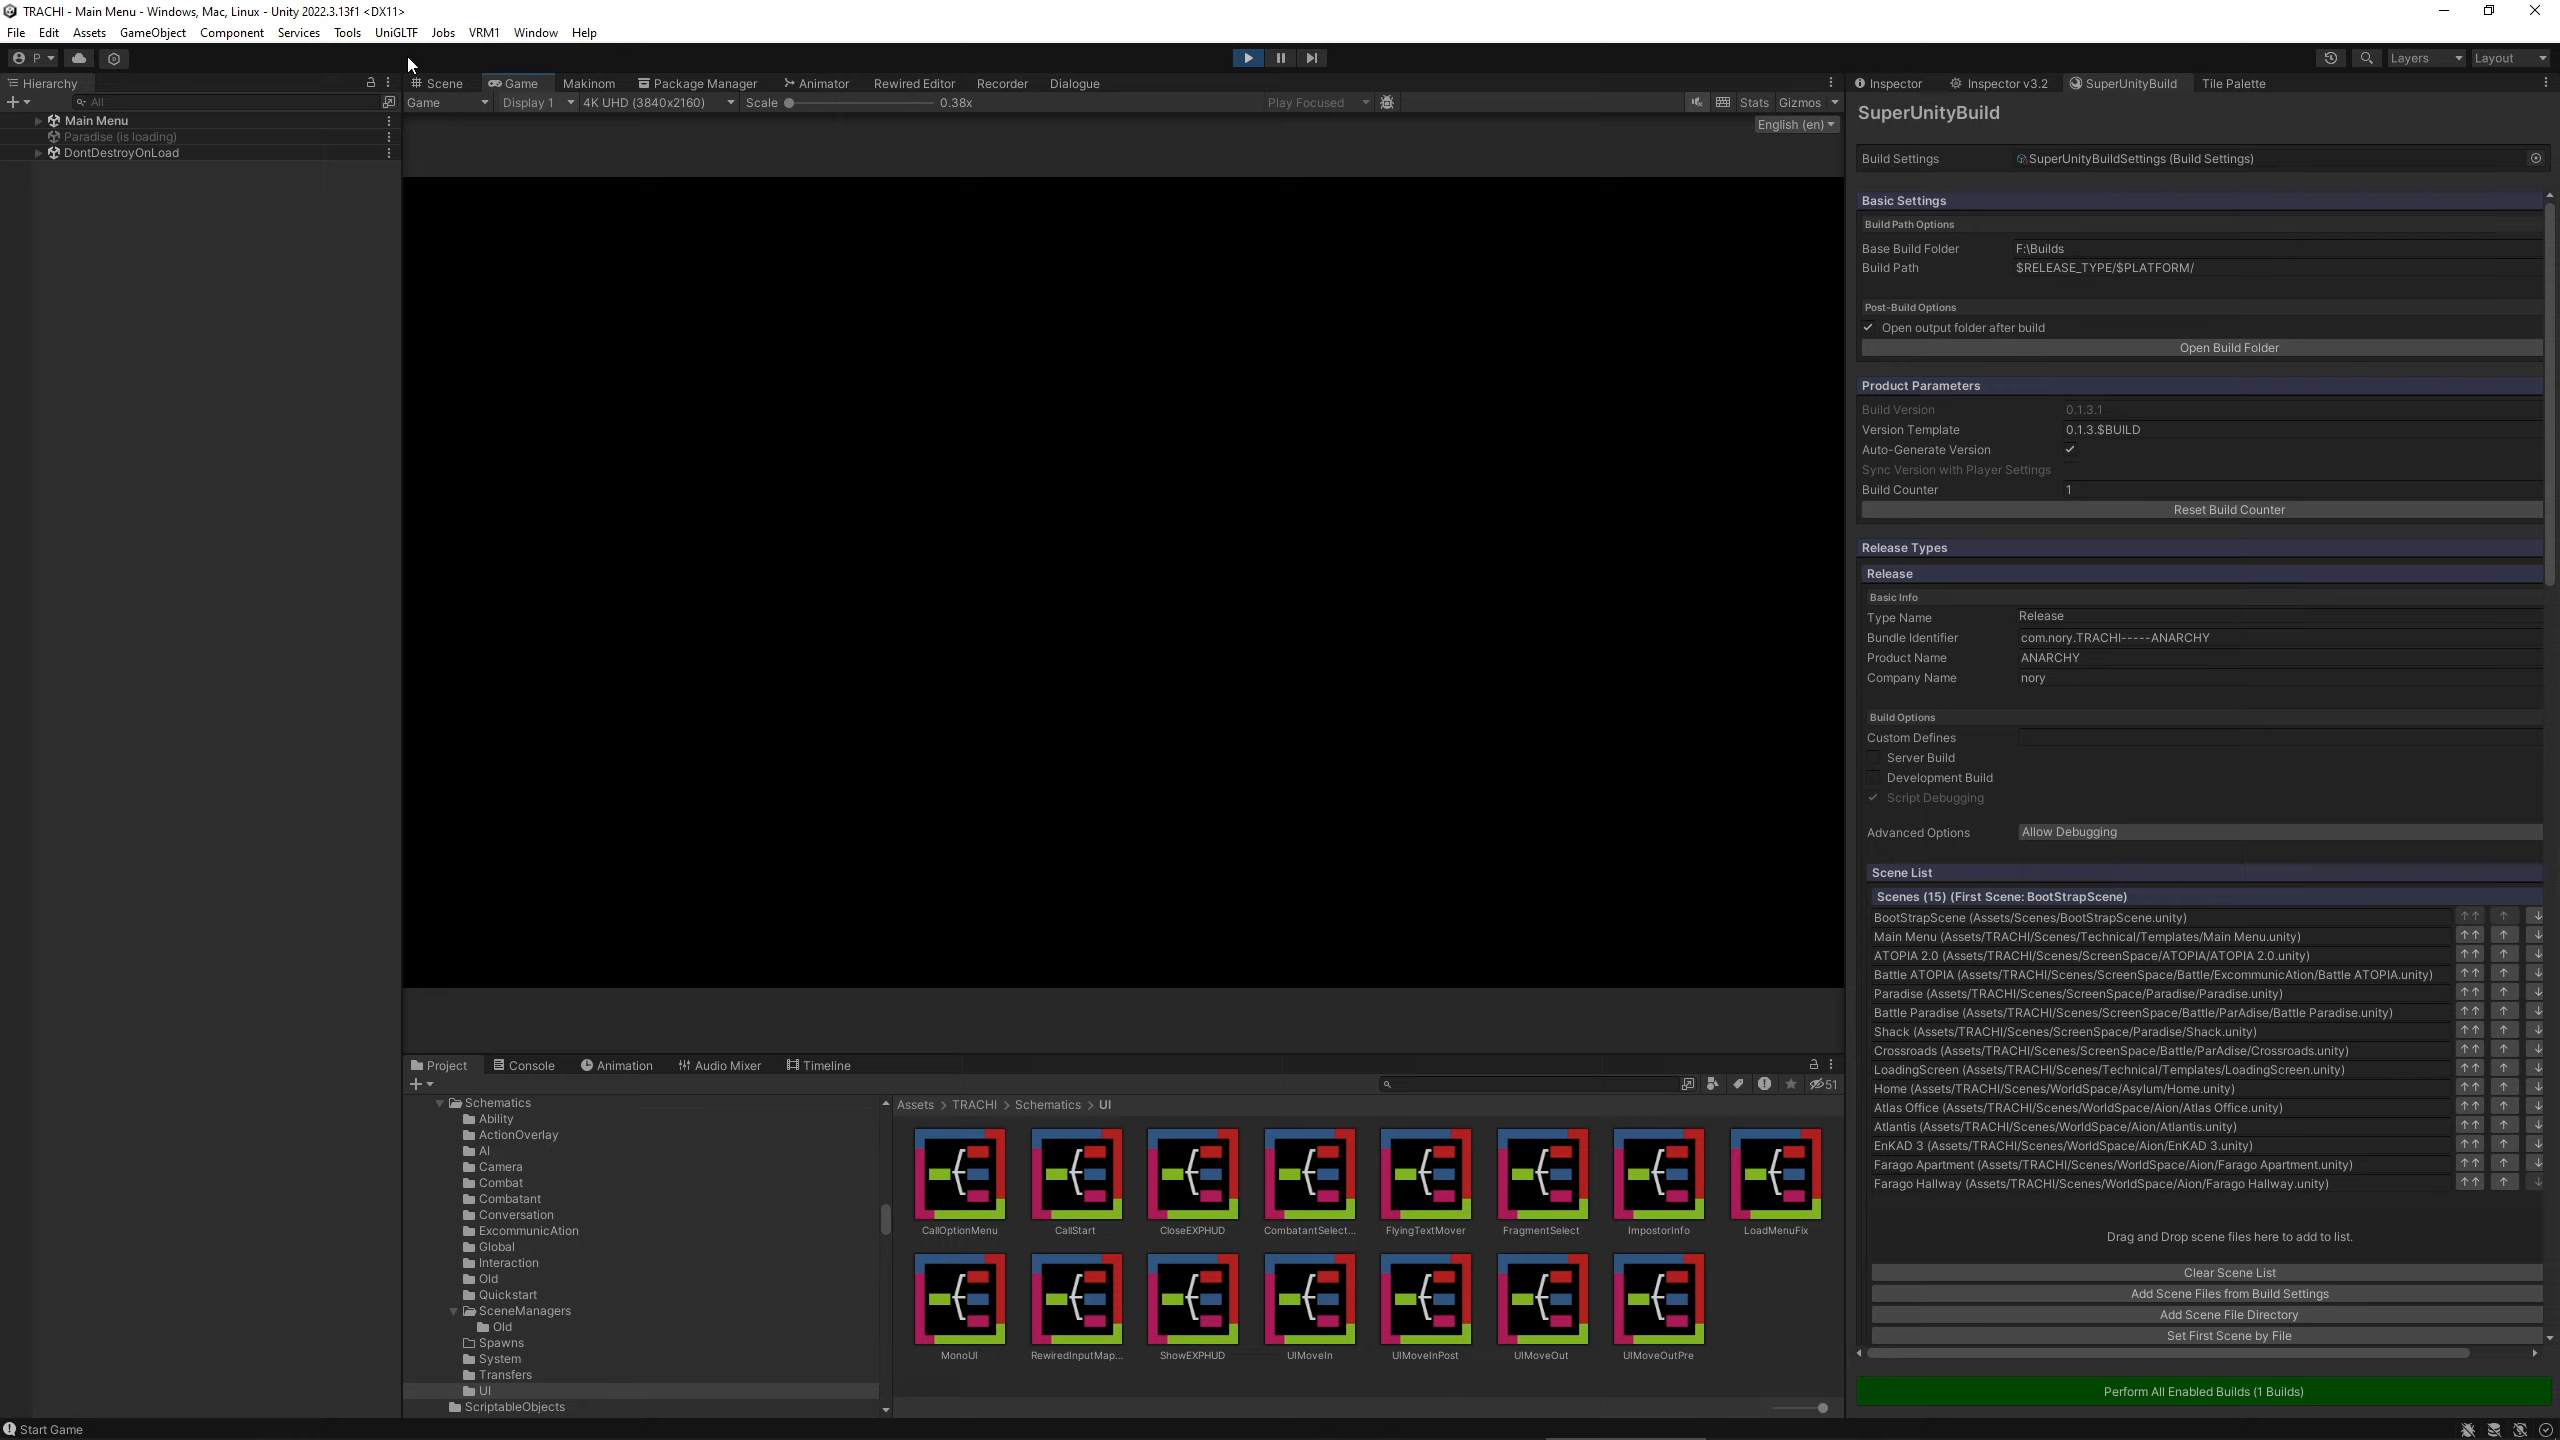 TRACHI - Main Menu - Windows, Mac, Linux - Unity 2022.3.13f1 <DX11>
File Edit Assets GameObject Component Services Tools UniGLTF Jobs VRM1 Window Help
P Layers Layout
Hierarchy
All
Main Menu
Paradise (is loading)
DontDestroyOnLoad
Scene Game Makinom Package Manager Animator Rewired Editor Recorder Dialogue
Game Display 1 4K UHD (3840x2160) Scale 0.38x Play Focused Stats Gizmos
English (en)
Project Console Animation Audio Mixer Timeline
51
Schematics
Ability
ActionOverlay
AI
Camera
Combat
Combatant
Conversation
ExcommunicAtion
Global
Interaction
Old
Quickstart
SceneManagers
Old
Spawns
System
Transfers
UI
ScriptableObjects
Assets > TRACHI > Schematics > UI
CallOptionMenu CallStart CloseEXPHUD CombatantSelect... FlyingTextMover FragmentSelect ImpostorInfo LoadMenuFix
MonoUI RewiredInputMap... ShowEXPHUD UIMoveIn UIMoveInPost UIMoveOut UIMoveOutPre
Inspector Inspector v3.2 SuperUnityBuild Tile Palette
SuperUnityBuild
Build Settings SuperUnityBuildSettings (Build Settings)
Basic Settings
Build Path Options
Base Build Folder F:\Builds
Build Path $RELEASE_TYPE/$PLATFORM/
Post-Build Options
Open output folder after build
Open Build Folder
Product Parameters
Build Version 0.1.3.1
Version Template 0.1.3.$BUILD
Auto-Generate Version
Sync Version with Player Settings
Build Counter 1
Reset Build Counter
Release Types
Release
Basic Info
Type Name Release
Bundle Identifier com.nory.TRACHI-----ANARCHY
Product Name ANARCHY
Company Name nory
Build Options
Custom Defines
Server Build
Development Build
Script Debugging
Advanced Options Allow Debugging
Scene List
Scenes (15) (First Scene: BootStrapScene)
BootStrapScene (Assets/Scenes/BootStrapScene.unity)
Main Menu (Assets/TRACHI/Scenes/Technical/Templates/Main Menu.unity)
ATOPIA 2.0 (Assets/TRACHI/Scenes/ScreenSpace/ATOPIA/ATOPIA 2.0.unity)
Battle ATOPIA (Assets/TRACHI/Scenes/ScreenSpace/Battle/ExcommunicAtion/Battle ATOPIA.unity)
Paradise (Assets/TRACHI/Scenes/ScreenSpace/Paradise/Paradise.unity)
Battle Paradise (Assets/TRACHI/Scenes/ScreenSpace/Battle/ParAdise/Battle Paradise.unity)
Shack (Assets/TRACHI/Scenes/ScreenSpace/Paradise/Shack.unity)
Crossroads (Assets/TRACHI/Scenes/ScreenSpace/Battle/ParAdise/Crossroads.unity)
LoadingScreen (Assets/TRACHI/Scenes/Technical/Templates/LoadingScreen.unity)
Home (Assets/TRACHI/Scenes/WorldSpace/Asylum/Home.unity)
Atlas Office (Assets/TRACHI/Scenes/WorldSpace/Aion/Atlas Office.unity)
Atlantis (Assets/TRACHI/Scenes/WorldSpace/Aion/Atlantis.unity)
EnKAD 3 (Assets/TRACHI/Scenes/WorldSpace/Aion/EnKAD 3.unity)
Farago Apartment (Assets/TRACHI/Scenes/WorldSpace/Aion/Farago Apartment.unity)
Farago Hallway (Assets/TRACHI/Scenes/WorldSpace/Aion/Farago Hallway.unity)
Drag and Drop scene files here to add to list.
Clear Scene List
Add Scene Files from Build Settings
Add Scene File Directory
Set First Scene by File
Perform All Enabled Builds (1 Builds)
Start Game